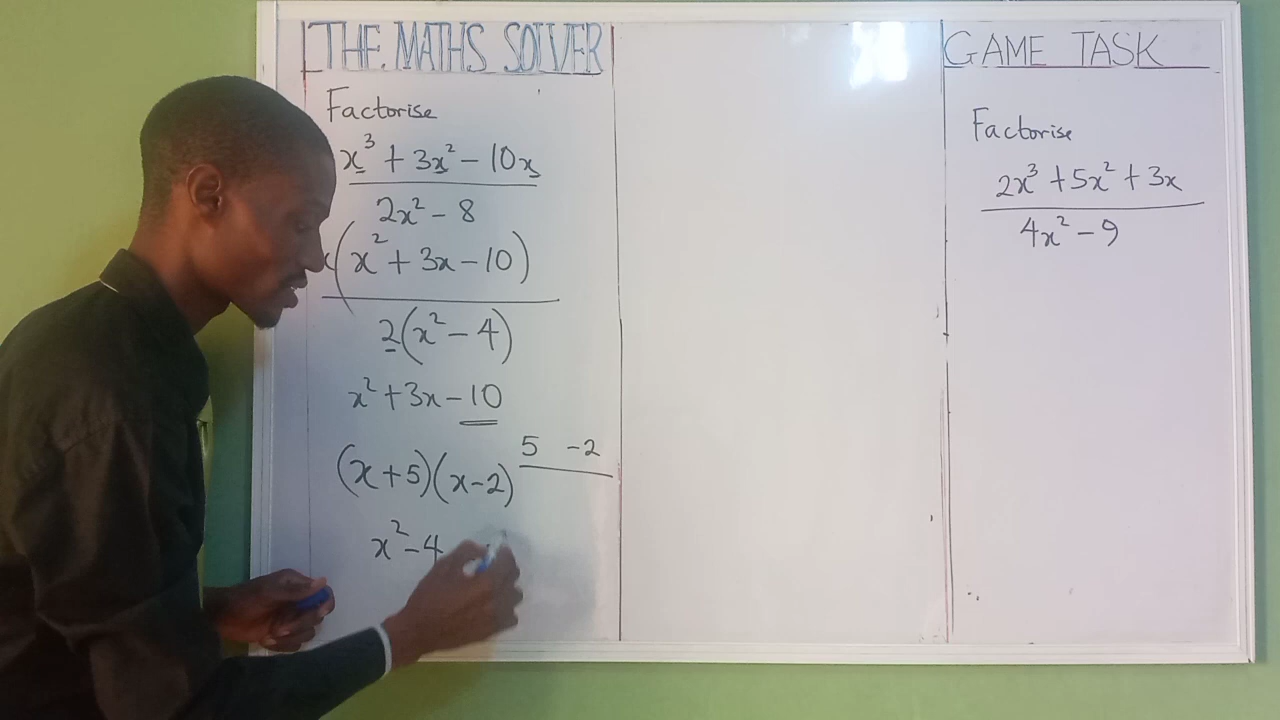 THE MATHS SOLVER
Factorise
x³ + 3x² - 10x
2x² - 8
x(x² + 3x - 10)
2(x² - 4)
x² + 3x - 10
5 -2
(x + 5)(x - 2)
x² - 4
GAME TASK
Factorise
2x³ + 5x² + 3x
4x² - 9